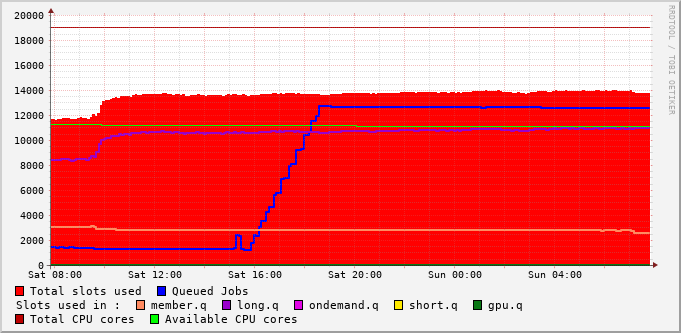 RRDTOOL / TOBI OETIKER
20000
18000
16000
14000
12000
10000
8000
6000
4000
2000
0
Sat 08:00 Sat 12:00 Sat 16:00 Sat 20:00 Sun 00:00 Sun 04:00
Total slots used Queued Jobs
Slots used in : member.q long.q ondemand.q short.q gpu.q
Total CPU cores Available CPU cores